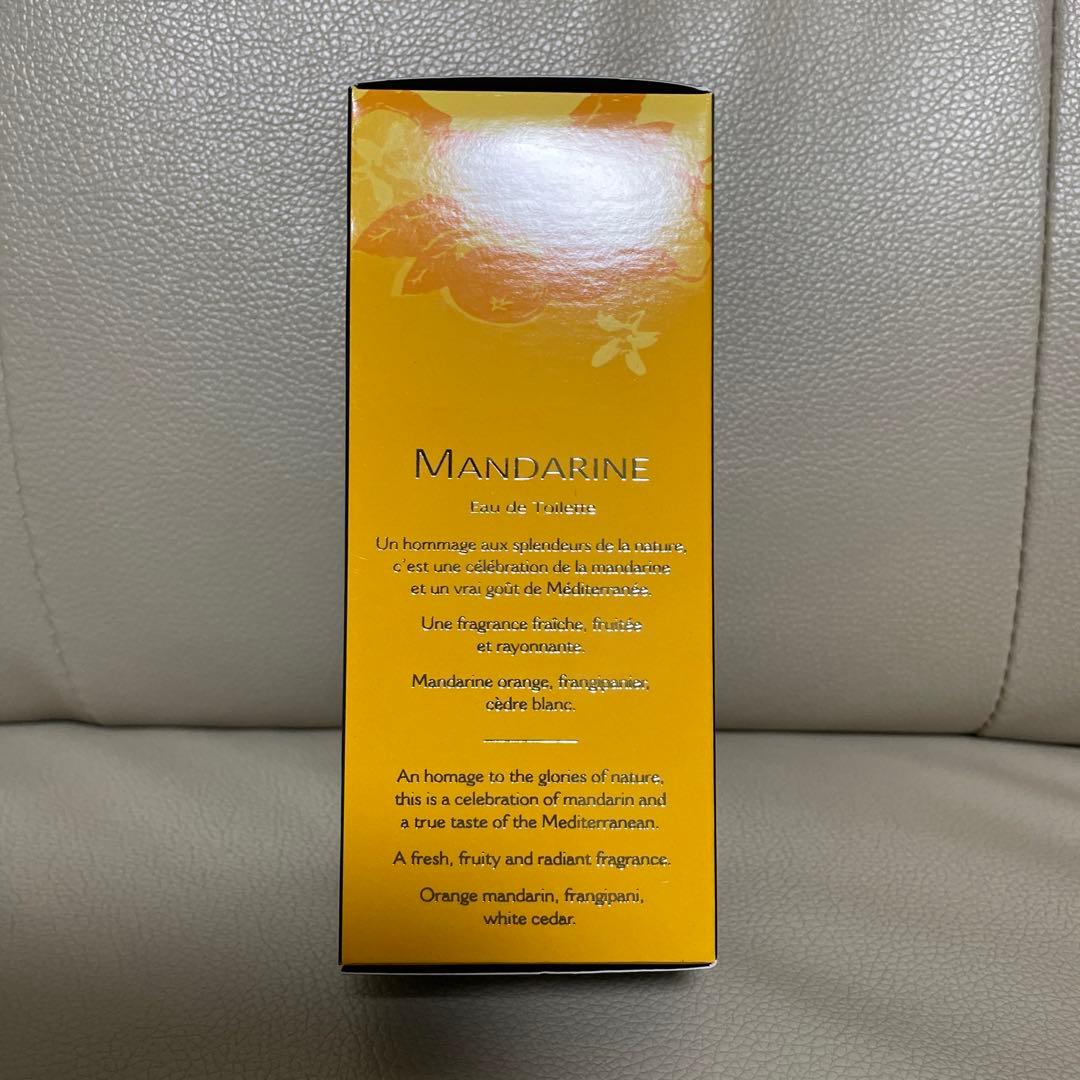 MANDARINE
Eau de Toilette
Un hommage aux splendeurs de la nature,
c'est une célébration de la mandarine
et un vrai goût de Méditerranée.
Une fragrance fraîche, fruitée
et rayonnante.
Mandarine orange, frangipanier,
cèdre blanc.
An homage to the glories of nature,
this is a celebration of mandarin and
a true taste of the Mediterranean.
A fresh, fruity and radiant fragrance.
Orange mandarin, frangipani,
white cedar.